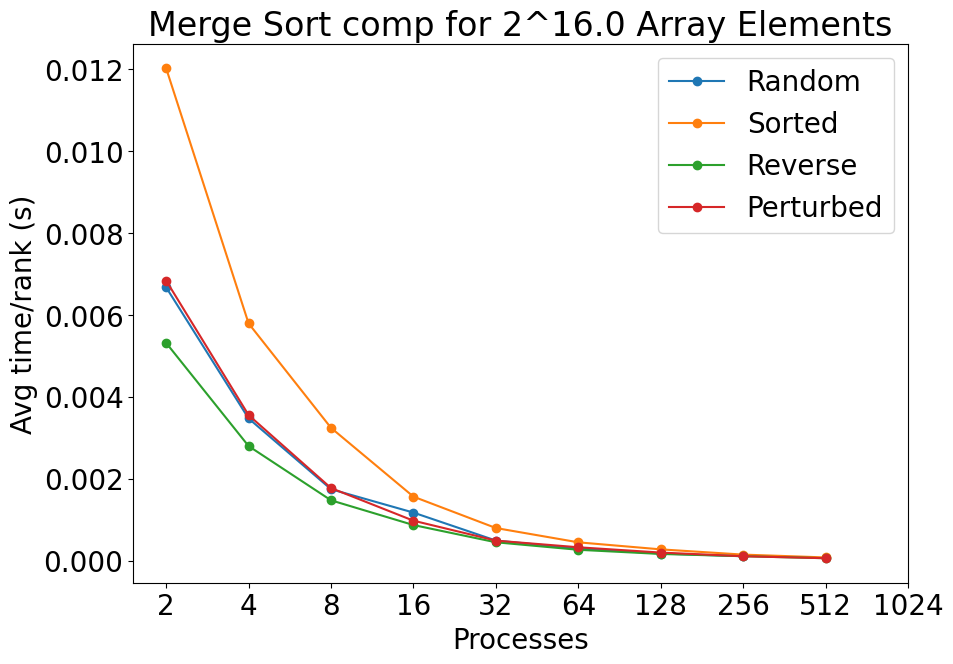 Merge Sort comp for 2^16.0 Array Elements
0.012
0.010
0.008
0.006
0.004
0.002
0.000
Avg time/rank (s)
Random
Sorted
Reverse
Perturbed
2 4 8 16 32 64 128 256 512 1024
Processes